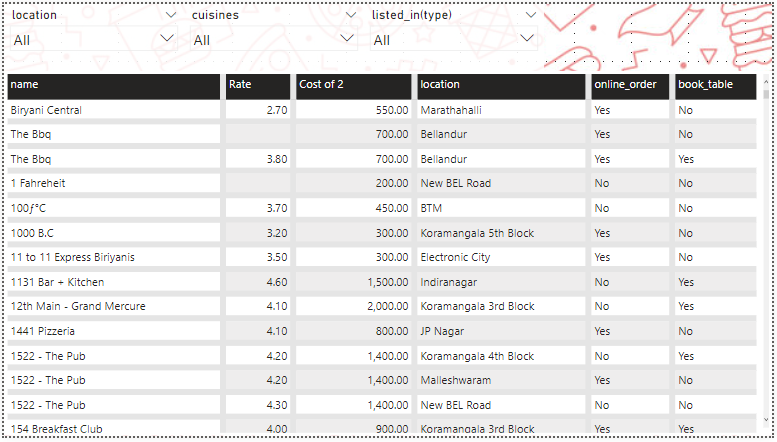 location cuisines listed_in(type)
All All All
name Rate Cost of 2 location online_order book_table
Biryani Central 2.70 550.00 Marathahalli Yes No
The Bbq 700.00 Bellandur Yes No
The Bbq 3.80 700.00 Bellandur Yes Yes
1 Fahreheit 200.00 New BEL Road No No
100ƒ°C 3.70 450.00 BTM No No
1000 B.C 3.20 300.00 Koramangala 5th Block Yes No
11 to 11 Express Biriyanis 3.50 300.00 Electronic City Yes No
1131 Bar + Kitchen 4.60 1,500.00 Indiranagar No Yes
12th Main - Grand Mercure 4.10 2,000.00 Koramangala 3rd Block No Yes
1441 Pizzeria 4.10 800.00 JP Nagar Yes No
1522 - The Pub 4.20 1,400.00 Koramangala 4th Block No Yes
1522 - The Pub 4.20 1,400.00 Malleshwaram Yes No
1522 - The Pub 4.30 1,400.00 New BEL Road No No
154 Breakfast Club 4.00 900.00 Koramangala 3rd Block Yes Yes